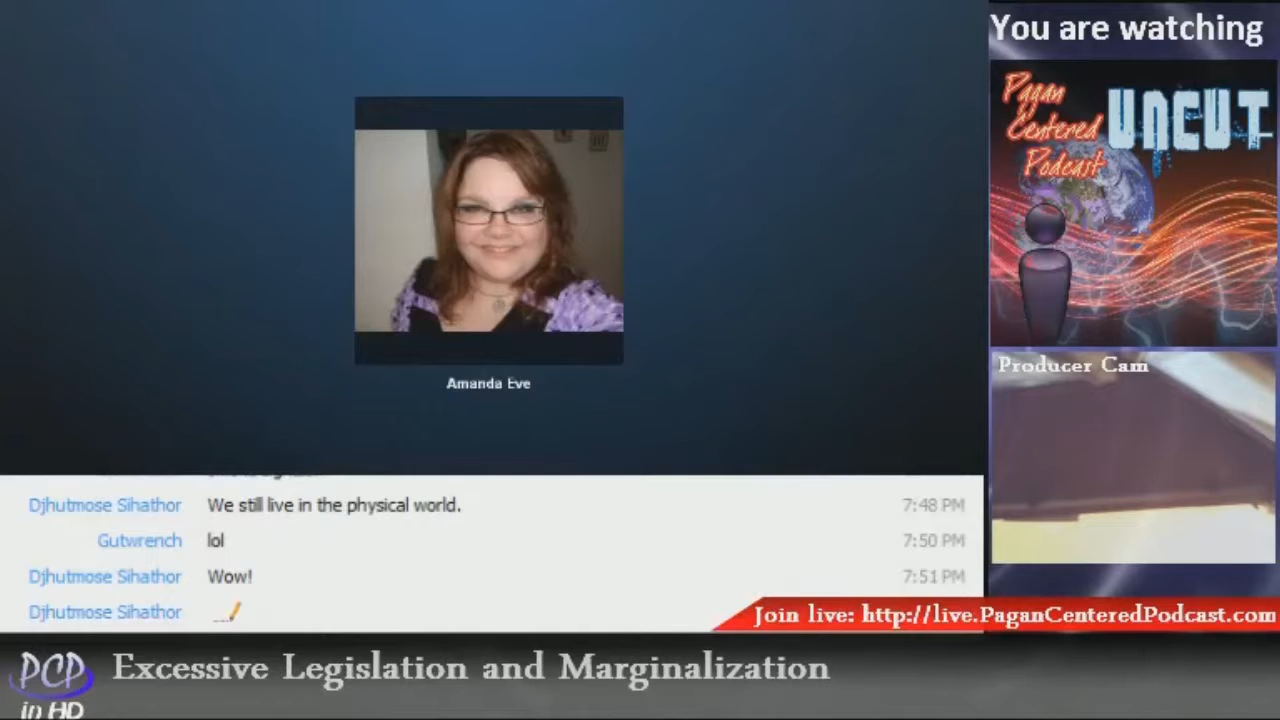 You are watching
Pagan
Centered
Podcast
UNCUT
Amanda Eve
Producer Cam
Djhutmose Sihathor We still live in the physical world. 7:48 PM
Gutwrench lol 7:50 PM
Djhutmose Sihathor Wow! 7:51 PM
Djhutmose Sihathor
Join live: http://live.PaganCenteredPodcast.com
PCP
in HD
Excessive Legislation and Marginalization